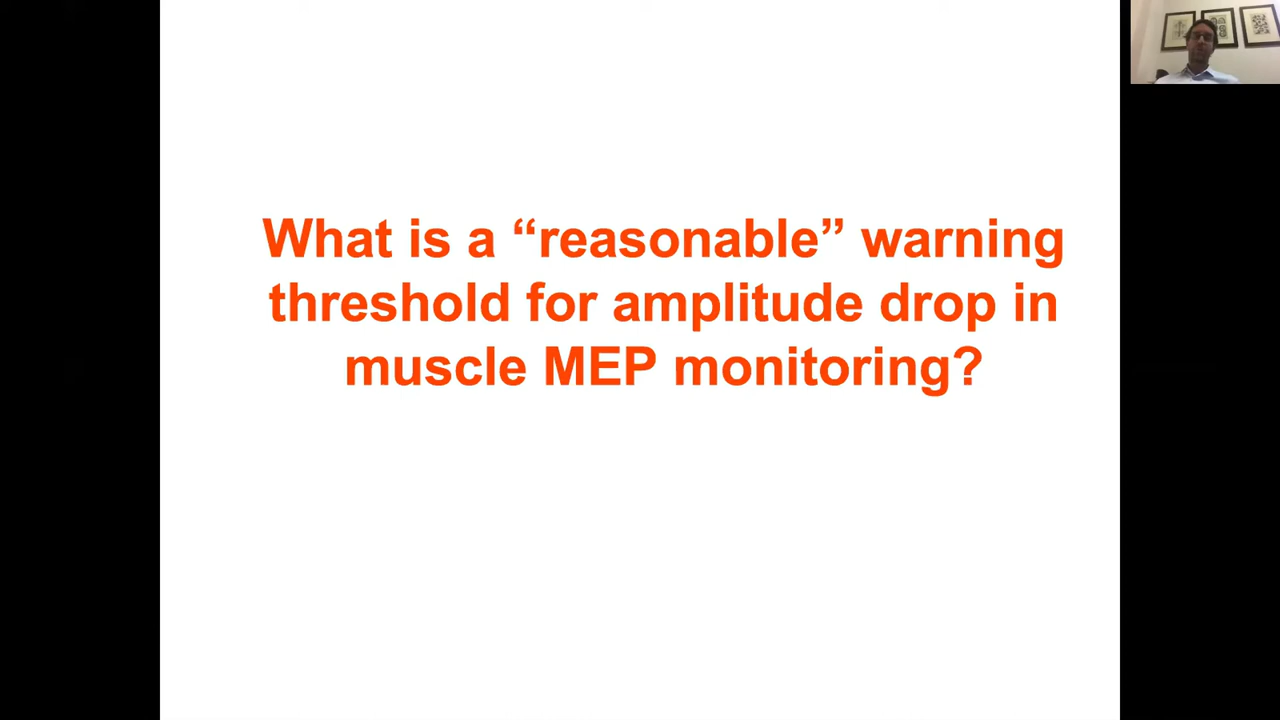 What is a “reasonable” warning
threshold for amplitude drop in
muscle MEP monitoring?